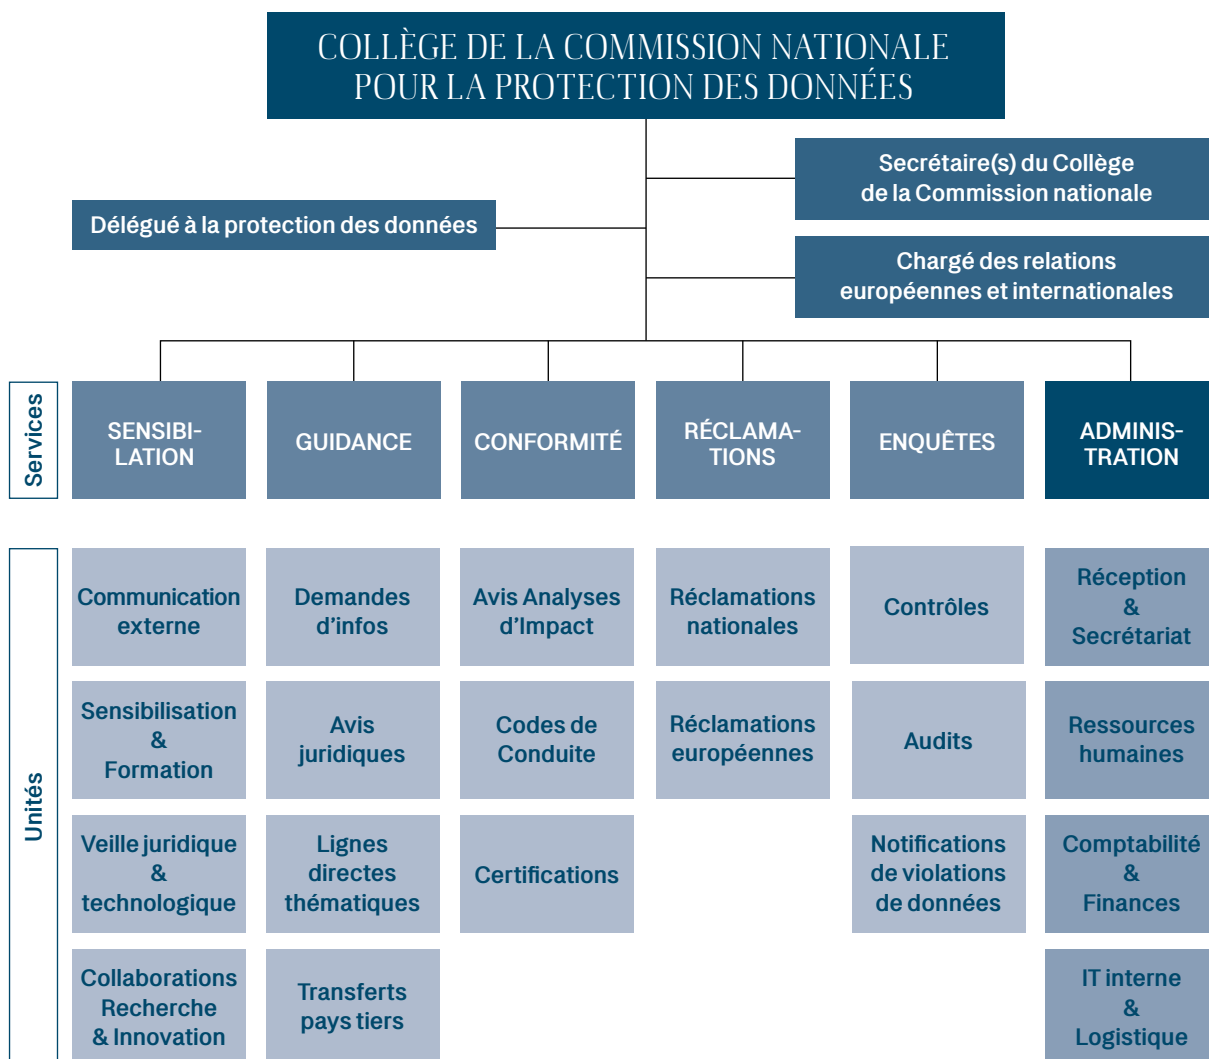 COLLÈGE DE LA COMMISSION NATIONALE
POUR LA PROTECTION DES DONNÉES
Secrétaire(s) du Collège
de la Commission nationale
Délégué à la protection des données
Chargé des relations
européennes et internationales
Services
SENSIBI-
LATION
GUIDANCE
CONFORMITÉ
RÉCLAMA-
TIONS
ENQUÊTES
ADMINIS-
TRATION
Unités
Communication
externe
Demandes
d’infos
Avis Analyses
d’Impact
Réclamations
nationales
Contrôles
Réception
&
Secrétariat
Sensibilisation
&
Formation
Avis
juridiques
Codes de
Conduite
Réclamations
européennes
Audits
Ressources
humaines
Veille juridique
&
technologique
Lignes
directes
thématiques
Certifications
Notifications
de violations
de données
Comptabilité
&
Finances
Collaborations
Recherche
& Innovation
Transferts
pays tiers
IT interne
&
Logistique